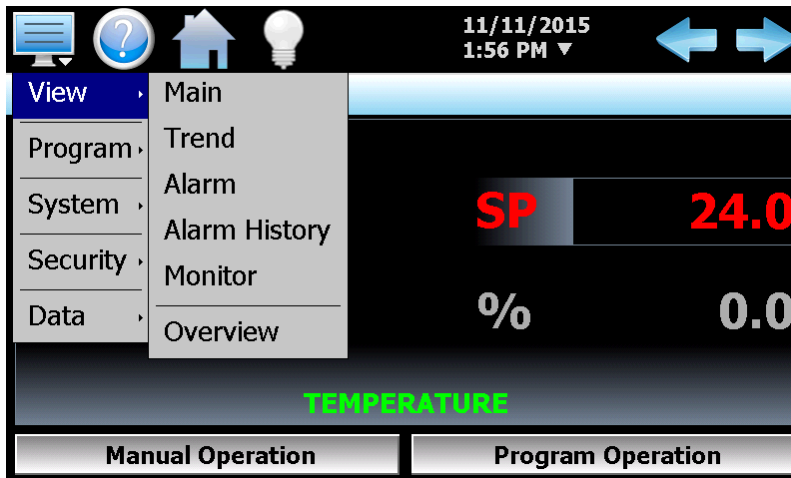 ?
11/11/2015
1:56 PM ▼
View
Program
System
Security
Data
Main
Trend
Alarm
Alarm History
Monitor
Overview
SP 24.0
% 0.0
TEMPERATURE
Manual Operation
Program Operation